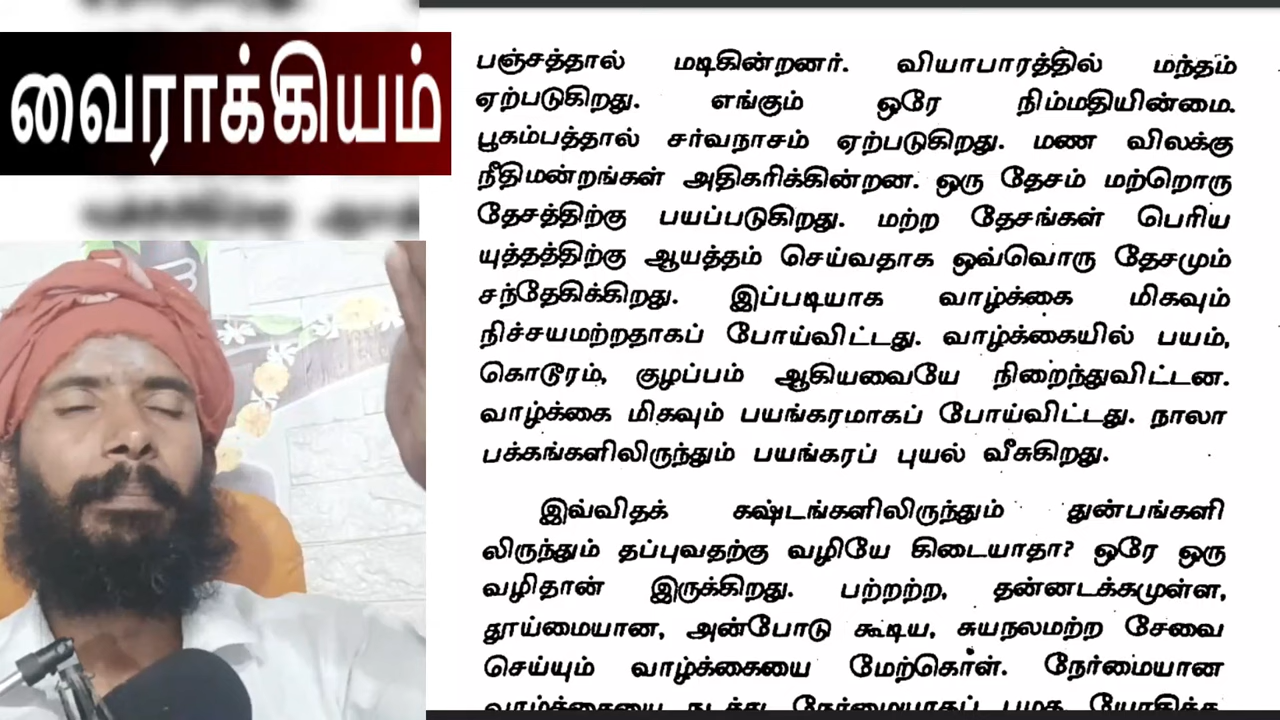 வைராக்கியம்
பஞ்சத்தால் மடிகின்றனர். வியாபாரத்தில் மந்தம்
ஏற்படுகிறது. எங்கும் ஒரே நிம்மதியின்மை.
பூகம்பத்தால் சர்வநாசம் ஏற்படுகிறது. மண விலக்கு
நீதிமன்றங்கள் அதிகரிக்கின்றன. ஒரு தேசம் மற்றொரு
தேசத்திற்கு பயப்படுகிறது. மற்ற தேசங்கள் பெரிய
யுத்தத்திற்கு ஆயத்தம் செய்வதாக ஒவ்வொரு தேசமும்
சந்தேகிக்கிறது. இப்படியாக வாழ்க்கை மிகவும்
நிச்சயமற்றதாகப் போய்விட்டது. வாழ்க்கையில் பயம்,
கொடூரம், குழப்பம் ஆகியவையே நிறைந்துவிட்டன.
வாழ்க்கை மிகவும் பயங்கரமாகப் போய்விட்டது. நாலா
பக்கங்களிலிருந்தும் பயங்கரப் புயல் வீசுகிறது.
இவ்விதக் கஷ்டங்களிலிருந்தும் துன்பங்களி
லிருந்தும் தப்புவதற்கு வழியே கிடையாதா? ஒரே ஒரு
வழிதான் இருக்கிறது. பற்றற்ற, தன்னடக்கமுள்ள,
தூய்மையான, அன்போடு கூடிய, சுயநலமற்ற சேவை
செய்யும் வாழ்க்கையை மேற்கொள். நேர்மையான
வாழ்க்கையை நடத்து. நேர்மையாகப்